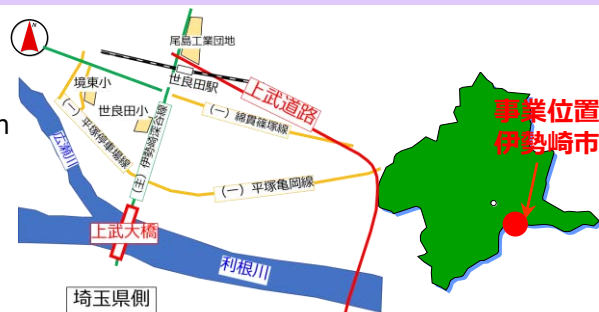 尾島工業団地
世良田駅
境東小
世良田小
上武道路
(一) 綿貫篠塚線
(一) 平塚停車場線
(主) 伊勢崎深谷線
(一) 平塚亀岡線
m
広瀬川
上武大橋
利根川
埼玉県側
事業位置
伊勢崎市